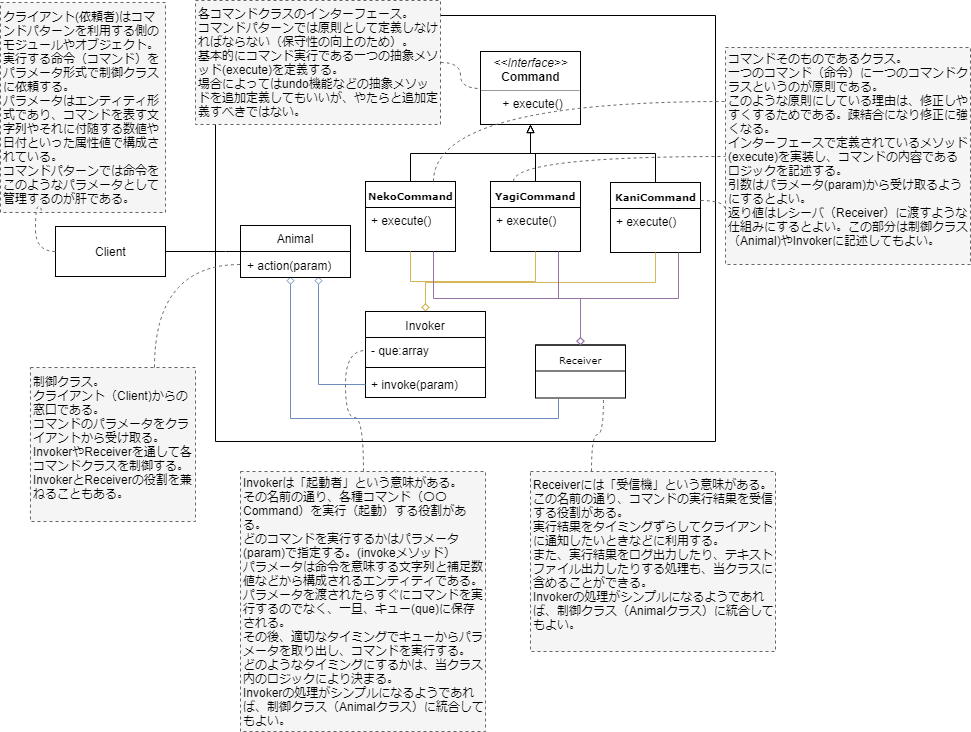 クライアント(依頼者)はコマ
ンドパターンを利用する側の
モジュールやオブジェクト。
実行する命令（コマンド）を
パラメータ形式で制御クラス
に依頼する。
パラメータはエンティティ形
式であり、コマンドを表す文
字列やそれに付随する数値や
日付といった属性値で構成さ
れている。
コマンドパターンでは命令を
このようなパラメータとして
管理するのが肝である。
各コマンドクラスのインターフェース。
コマンドパターンでは原則として定義しなけ
ればならない（保守性の向上のため）。
基本的にコマンド実行である一つの抽象メソ
ッド(execute)を定義する。
場合によってはundo機能などの抽象メソッ
ドを追加定義してもいいが、やたらと追加定
義すべきではない。
<<Interface>>
Command
+ execute()
コマンドそのものであるクラス。
一つのコマンド（命令）に一つのコマンドク
ラスというのが原則である。
このような原則にしている理由は、修正しや
すくするためである。疎結合になり修正に強
くなる。
インターフェースで定義されているメソッド
(execute)を実装し、コマンドの内容である
ロジックを記述する。
引数はパラメータ(param)から受け取るよう
にするとよい。
返り値はレシーバ（Receiver）に渡すような
仕組みにするとよい。この部分は制御クラス
（Animal)やInvokerに記述してもよい。
NekoCommand
+ execute()
YagiCommand
+ execute()
KaniCommand
+ execute()
Client
Animal
+ action(param)
Invoker
- que:array
+ invoke(param)
Receiver
制御クラス。
クライアント（Client)からの
窓口である。
コマンドのパラメータをクラ
イアントから受け取る。
InvokerやReceiverを通して各
コマンドクラスを制御する。
InvokerとReceiverの役割を兼
ねることもある。
Invokerは「起動者」という意味がある。
その名前の通り、各種コマンド（〇〇
Command）を実行（起動）する役割があ
る。
どのコマンドを実行するかはパラメータ
(param)で指定する。(invokeメソッド）
パラメータは命令を意味する文字列と補足数
値などから構成されるエンティティである。
パラメータを渡されたらすぐにコマンドを実
行するのでなく、一旦、キュー(que)に保存
される。
その後、適切なタイミングでキューからパラ
メータを取り出し、コマンドを実行する。
どのようなタイミングにするかは、当クラス
内のロジックにより決まる。
Invokerの処理がシンプルになるようであれ
ば、制御クラス（Animalクラス）に統合して
もよい。
Receiverには「受信機」という意味がある。
この名前の通り、コマンドの実行結果を受信
する役割がある。
実行結果をタイミングずらしてクライアント
に通知したいときなどに利用する。
また、実行結果をログ出力したり、テキスト
ファイル出力したりする処理も、当クラスに
含めることができる。
Invokerの処理がシンプルになるようであれ
ば、制御クラス（Animalクラス）に統合して
もよい。